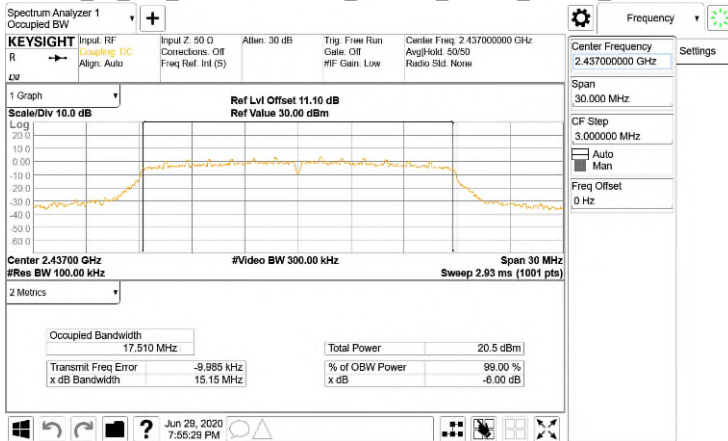 Spectrum Analyzer 1
Occupied BW
+
Frequency
KEYSIGHT
R
Input: RF
Coupling: DC
Align: Auto
Input Z: 50 Ω
Corrections: Off
Freq Ref: Int (S)
Atten: 30 dB
Trig: Free Run
Gate: Off
#IF Gain: Low
Center Freq: 2.437000000 GHz
Avg|Hold: 50/50
Radio Std: None
Center Frequency
2.437000000 GHz
Settings
Span
30.000 MHz
CF Step
3.000000 MHz
Auto
Man
Freq Offset
0 Hz
1 Graph
Scale/Div 10.0 dB
Ref Lvl Offset 11.10 dB
Ref Value 30.00 dBm
Log
20.0
10.0
0.00
-10.0
-20.0
-30.0
-40.0
-50.0
-60.0
Center 2.43700 GHz
#Res BW 100.00 kHz
#Video BW 300.00 kHz
Span 30 MHz
Sweep 2.93 ms (1001 pts)
2 Metrics
Occupied Bandwidth
17.510 MHz
Transmit Freq Error -9.985 kHz
x dB Bandwidth 15.15 MHz
Total Power 20.5 dBm
% of OBW Power 99.00 %
x dB -6.00 dB
?
Jun 29, 2020
7:55:29 PM